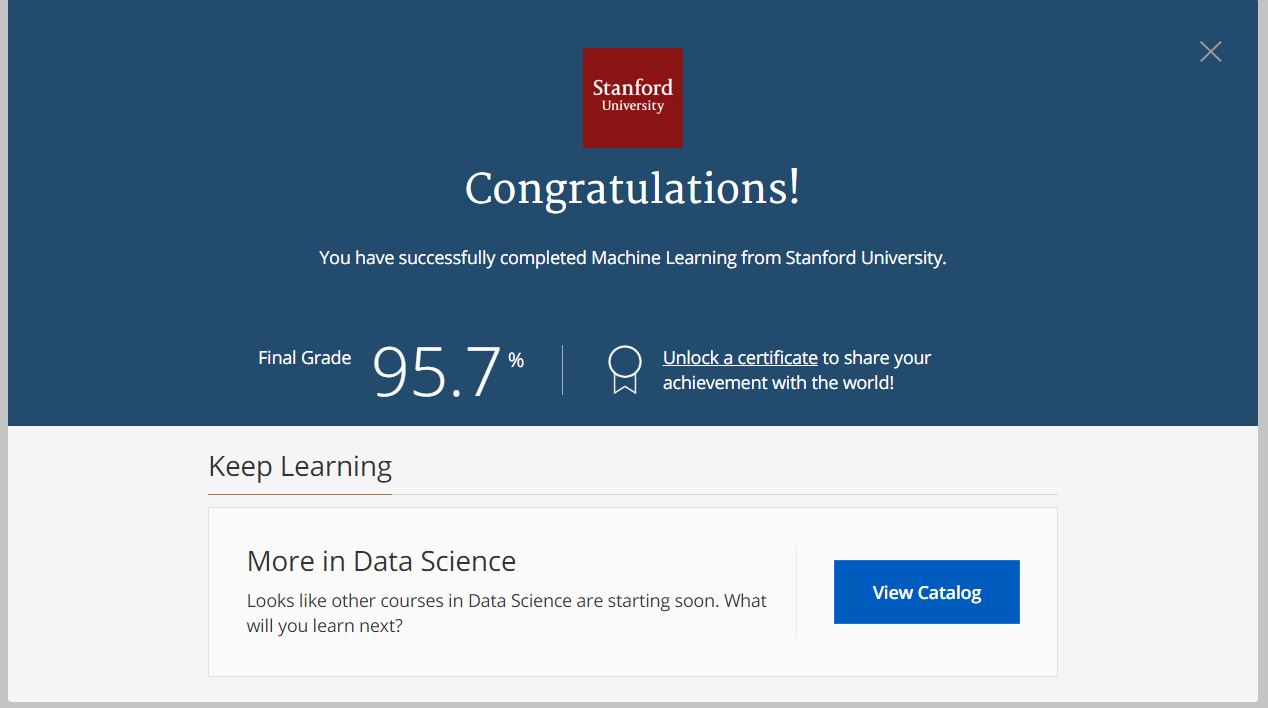 Stanford
University
Congratulations!
You have successfully completed Machine Learning from Stanford University.
Final Grade 95.7 %
Unlock a certificate to share your
achievement with the world!
Keep Learning
More in Data Science
Looks like other courses in Data Science are starting soon. What
will you learn next?
View Catalog